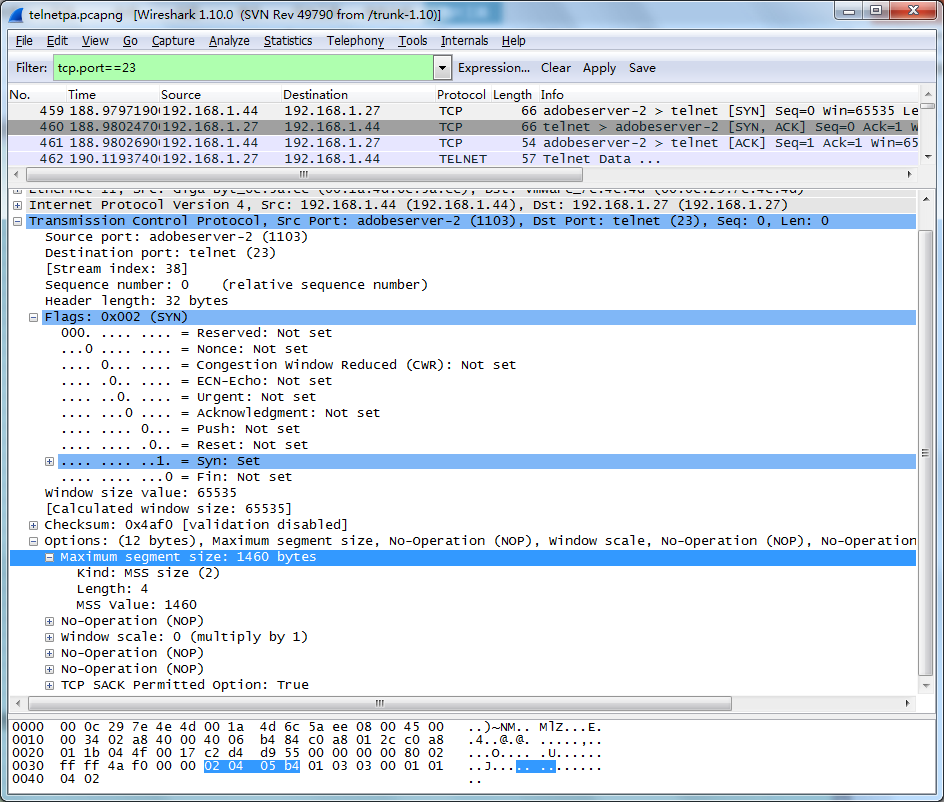 telnetpa.pcapng   [Wireshark 1.10.0  (SVN Rev 49790 from /trunk-1.10)]
File Edit View Go Capture Analyze Statistics Telephony Tools Internals Help
Filter: tcp.port==23 Expression... Clear Apply Save
No. Time Source Destination Protocol Length Info
459 188.9797190 192.168.1.44 192.168.1.27 TCP 66 adobeserver-2 > telnet [SYN] Seq=0 Win=65535 Le
460 188.9802470 192.168.1.27 192.168.1.44 TCP 66 telnet > adobeserver-2 [SYN, ACK] Seq=0 Ack=1 W
461 188.9802690 192.168.1.44 192.168.1.27 TCP 54 adobeserver-2 > telnet [ACK] Seq=1 Ack=1 Win=65
462 190.1193740 192.168.1.27 192.168.1.44 TELNET 57 Telnet Data ...
Ethernet II, Src: Giga-Byt_6c:5a:ee (00:1a:4d:6c:5a:ee), Dst: Vmware_7e:4e:4d (00:0c:29:7e:4e:4d)
Internet Protocol Version 4, Src: 192.168.1.44 (192.168.1.44), Dst: 192.168.1.27 (192.168.1.27)
Transmission Control Protocol, Src Port: adobeserver-2 (1103), Dst Port: telnet (23), Seq: 0, Len: 0
Source port: adobeserver-2 (1103)
Destination port: telnet (23)
[Stream index: 38]
Sequence number: 0    (relative sequence number)
Header length: 32 bytes
Flags: 0x002 (SYN)
000. .... .... = Reserved: Not set
...0 .... .... = Nonce: Not set
.... 0... .... = Congestion Window Reduced (CWR): Not set
.... .0.. .... = ECN-Echo: Not set
.... ..0. .... = Urgent: Not set
.... ...0 .... = Acknowledgment: Not set
.... .... 0... = Push: Not set
.... .... .0.. = Reset: Not set
.... .... ..1. = Syn: Set
.... .... ...0 = Fin: Not set
Window size value: 65535
[Calculated window size: 65535]
Checksum: 0x4af0 [validation disabled]
Options: (12 bytes), Maximum segment size, No-Operation (NOP), Window scale, No-Operation (NOP), No-Operation
Maximum segment size: 1460 bytes
Kind: MSS size (2)
Length: 4
MSS Value: 1460
No-Operation (NOP)
Window scale: 0 (multiply by 1)
No-Operation (NOP)
No-Operation (NOP)
TCP SACK Permitted Option: True
0000  00 0c 29 7e 4e 4d 00 1a  4d 6c 5a ee 08 00 45 00   ..)~NM.. MlZ...E.
0010  00 34 02 a8 40 00 40 06  b4 84 c0 a8 01 2c c0 a8   .4..@.@. .....,..
0020  01 1b 04 4f 00 17 c2 d4  d9 55 00 00 00 00 80 02   ...O.... .U......
0030  ff ff 4a f0 00 00 02 04  05 b4 01 03 03 00 01 01   ..J..... ........
0040  04 02                                              ..